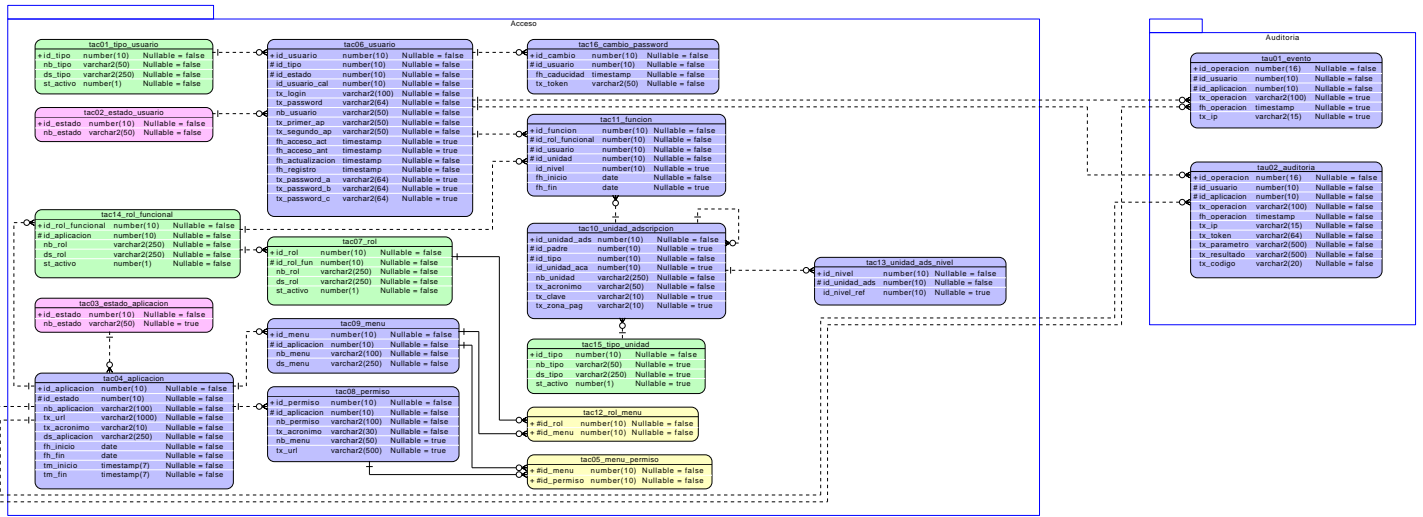 Acceso
tac01_tipo_usuario
+id_tipo number(10) Nullable = false
nb_tipo varchar2(50) Nullable = false
ds_tipo varchar2(250) Nullable = false
st_activo number(1) Nullable = false
tac02_estado_usuario
+id_estado number(10) Nullable = false
nb_estado varchar2(50) Nullable = false
tac14_rol_funcional
+id_rol_funcional number(10) Nullable = false
#id_aplicacion number(10) Nullable = false
nb_rol varchar2(250) Nullable = false
ds_rol varchar2(250) Nullable = false
st_activo number(1) Nullable = false
tac03_estado_aplicacion
+id_estado number(10) Nullable = false
nb_estado varchar2(50) Nullable = true
tac04_aplicacion
+id_aplicacion number(10) Nullable = false
#id_estado number(10) Nullable = false
nb_aplicacion varchar2(100) Nullable = false
tx_url varchar2(1000) Nullable = false
tx_acronimo varchar2(10) Nullable = false
ds_aplicacion varchar2(250) Nullable = false
fh_inicio date Nullable = false
fh_fin date Nullable = false
tm_inicio timestamp(7) Nullable = false
tm_fin timestamp(7) Nullable = false
tac06_usuario
+id_usuario number(10) Nullable = false
#id_tipo number(10) Nullable = false
#id_estado number(10) Nullable = false
id_usuario_cal number(10) Nullable = false
tx_login varchar2(100) Nullable = false
tx_password varchar2(64) Nullable = false
nb_usuario varchar2(50) Nullable = false
tx_primer_ap varchar2(50) Nullable = false
tx_segundo_ap varchar2(50) Nullable = false
fh_acceso_act timestamp Nullable = true
fh_acceso_ant timestamp Nullable = true
fh_actualizacion timestamp Nullable = false
fh_registro timestamp Nullable = false
tx_password_a varchar2(64) Nullable = true
tx_password_b varchar2(64) Nullable = true
tx_password_c varchar2(64) Nullable = true
tac07_rol
+id_rol number(10) Nullable = false
#id_rol_fun number(10) Nullable = false
nb_rol varchar2(250) Nullable = false
ds_rol varchar2(250) Nullable = false
st_activo number(1) Nullable = false
tac09_menu
+id_menu number(10) Nullable = false
#id_aplicacion number(10) Nullable = false
nb_menu varchar2(100) Nullable = false
ds_menu varchar2(250) Nullable = false
tac08_permiso
+id_permiso number(10) Nullable = false
#id_aplicacion number(10) Nullable = false
nb_permiso varchar2(100) Nullable = false
tx_acronimo varchar2(30) Nullable = false
nb_menu varchar2(50) Nullable = true
tx_url varchar2(500) Nullable = true
tac16_cambio_password
+id_cambio number(10) Nullable = false
#id_usuario number(10) Nullable = false
fh_caducidad timestamp Nullable = false
tx_token varchar2(50) Nullable = false
tac11_funcion
+id_funcion number(10) Nullable = false
#id_rol_funcional number(10) Nullable = false
#id_usuario number(10) Nullable = false
#id_unidad number(10) Nullable = false
id_nivel number(10) Nullable = true
fh_inicio date Nullable = false
fh_fin date Nullable = true
tac10_unidad_adscripcion
+id_unidad_ads number(10) Nullable = false
#id_padre number(10) Nullable = true
#id_tipo number(10) Nullable = false
id_unidad_aca number(10) Nullable = true
nb_unidad varchar2(250) Nullable = false
tx_acronimo varchar2(50) Nullable = false
tx_clave varchar2(10) Nullable = true
tx_zona_pag varchar2(10) Nullable = true
tac15_tipo_unidad
+id_tipo number(10) Nullable = false
nb_tipo varchar2(50) Nullable = true
ds_tipo varchar2(250) Nullable = true
st_activo number(1) Nullable = true
tac12_rol_menu
+#id_rol number(10) Nullable = false
+#id_menu number(10) Nullable = false
tac05_menu_permiso
+#id_menu number(10) Nullable = false
+#id_permiso number(10) Nullable = false
tac13_unidad_ads_nivel
+id_nivel number(10) Nullable = false
#id_unidad_ads number(10) Nullable = false
id_nivel_ref number(10) Nullable = true
Auditoria
tau01_evento
+id_operacion number(16) Nullable = false
#id_usuario number(10) Nullable = false
#id_aplicacion number(10) Nullable = false
tx_operacion varchar2(100) Nullable = true
fh_operacion timestamp Nullable = true
tx_ip varchar2(15) Nullable = true
tau02_auditoria
+id_operacion number(16) Nullable = false
#id_usuario number(10) Nullable = false
#id_aplicacion number(10) Nullable = false
tx_operacion varchar2(100) Nullable = false
fh_operacion timestamp Nullable = false
tx_ip varchar2(15) Nullable = false
tx_token varchar2(64) Nullable = false
tx_parametro varchar2(500) Nullable = false
tx_resultado varchar2(500) Nullable = false
tx_codigo varchar2(20) Nullable = false